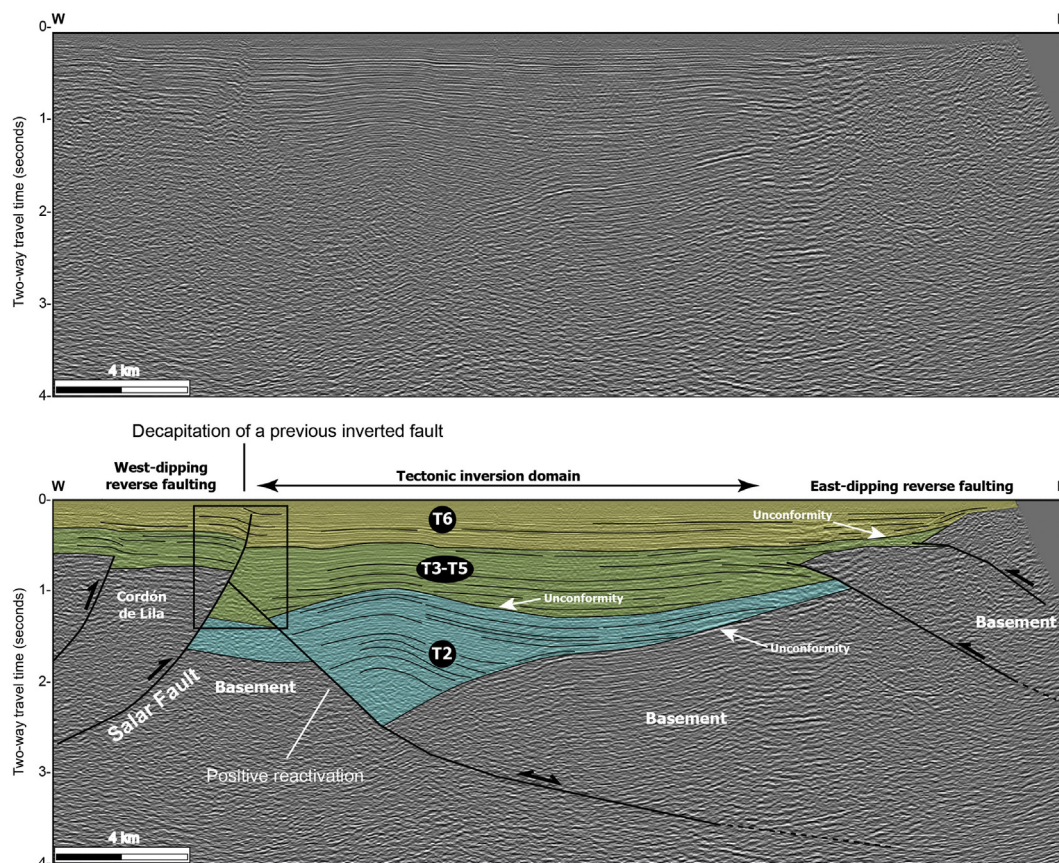 W
0-
1-
2-
3-
4-
Two-way travel time (seconds)
4 km
Decapitation of a previous inverted fault
W
West-dipping
reverse faulting
Tectonic inversion domain
East-dipping reverse faulting
0-
1-
2-
3-
4
Two-way travel time (seconds)
T6
Unconformity
T3-T5
Cordón
de Lila
Unconformity
Basement
T2
Unconformity
Salar Fault
Basement
Basement
Positive reactivation
4 km